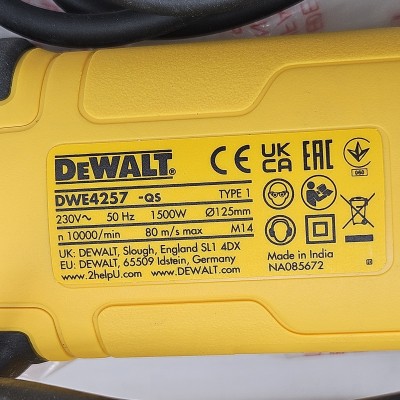 DEWALT®
CE UK CA EAC
060
DWE4257 -QS TYPE 1
230V~ 50 Hz 1500W Ø125mm
n 10000/min 80 m/s max M14
UK: DEWALT, Slough, England SL1 4DX
EU: DEWALT, 65509 Idstein, Germany
www.2helpU.com www.DEWALT.com
Made in India
NA085672